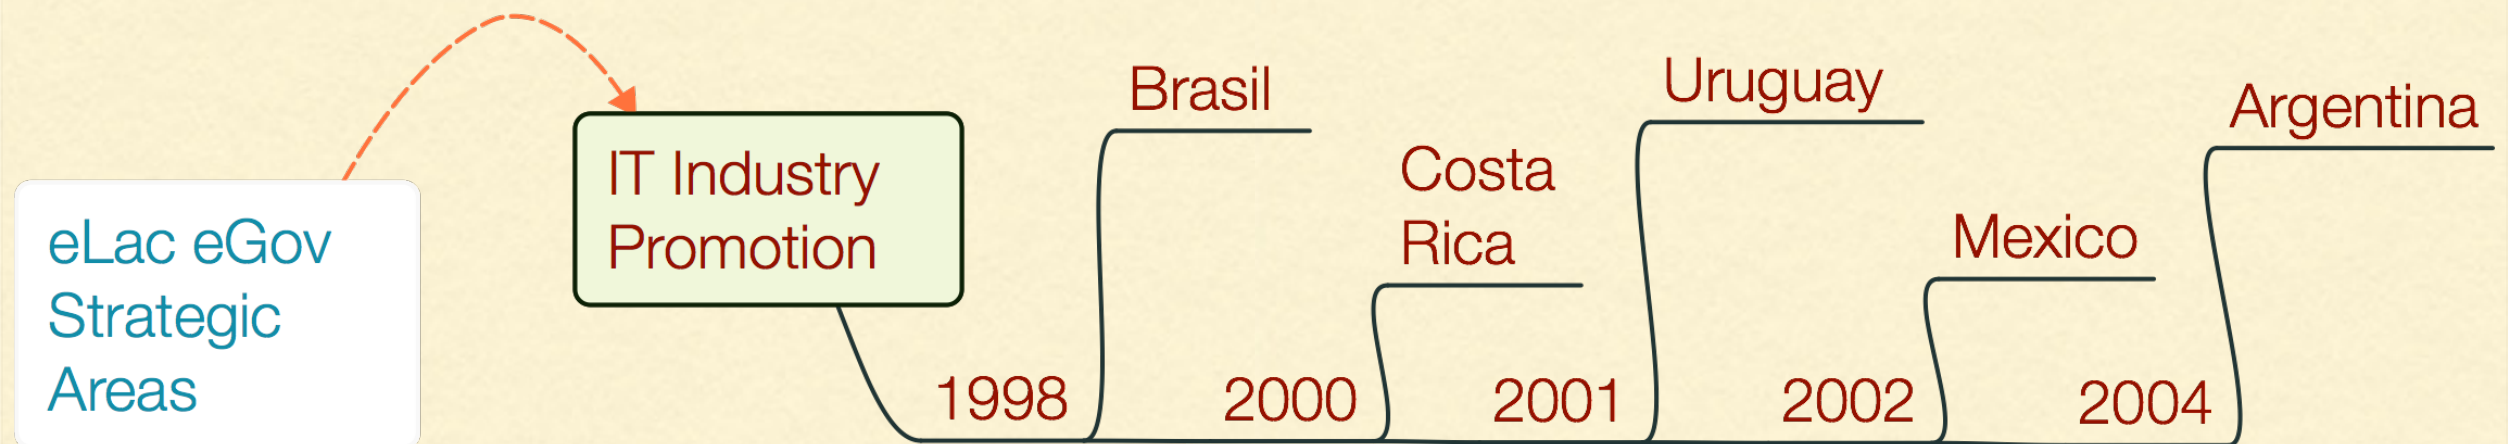 eLac eGov
Strategic
Areas
IT Industry
Promotion
1998
Brasil
2000
Costa
Rica
2001
Uruguay
2002
Mexico
2004
Argentina